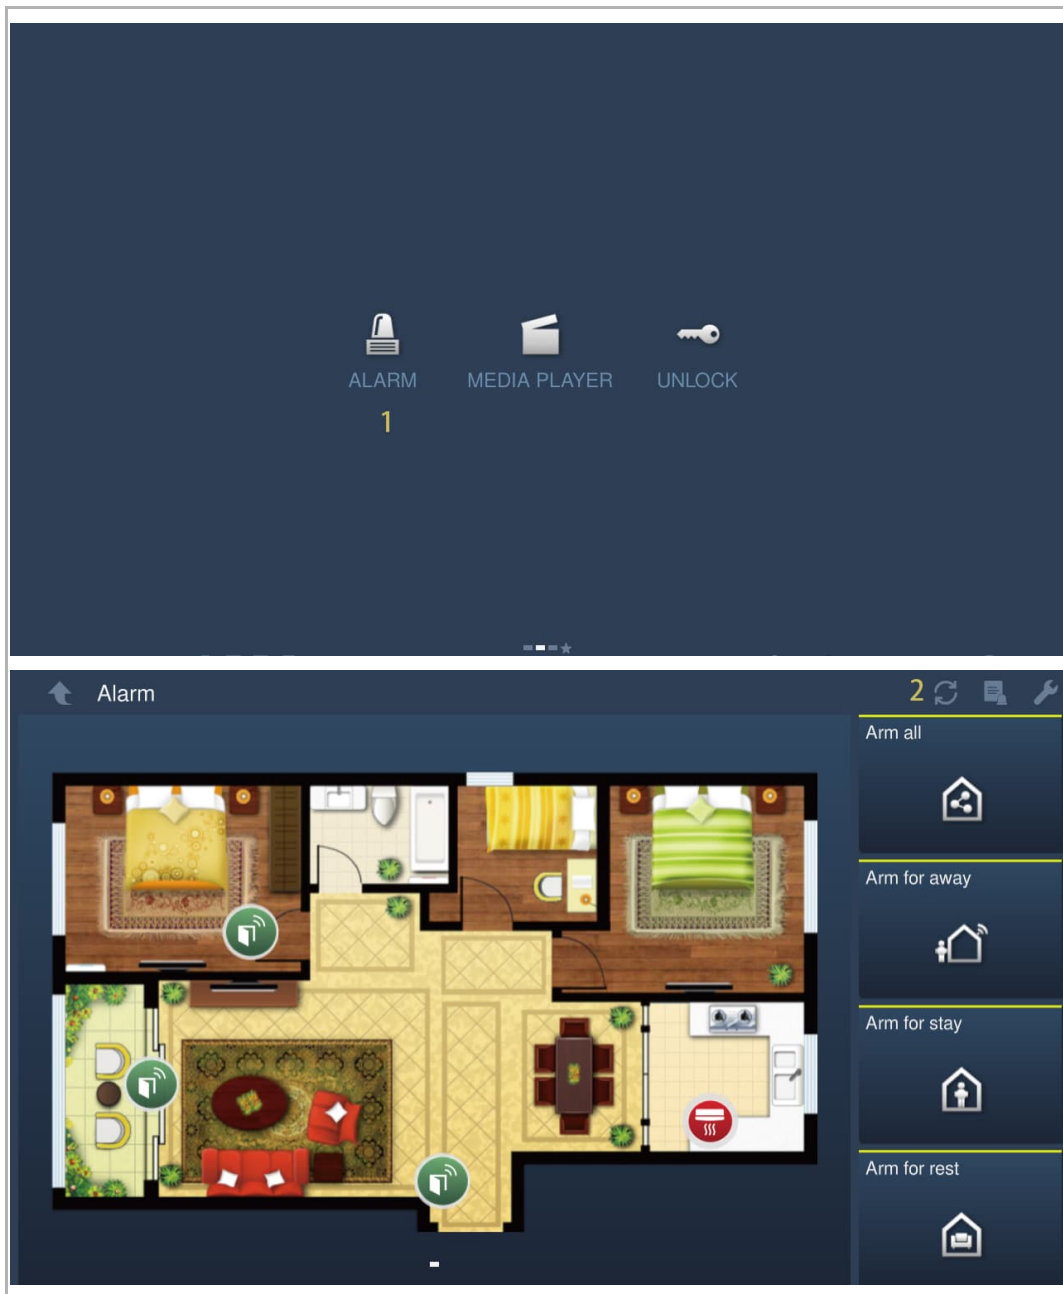 ALARM MEDIA PLAYER UNLOCK
1
Alarm 2
Arm all
Arm for away
Arm for stay
Arm for rest